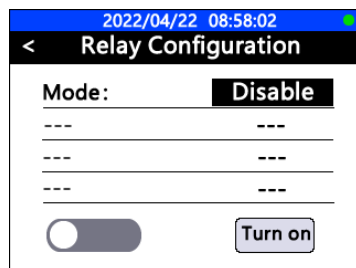 2022/04/22 08:58:02
< Relay Configuration
Mode: Disable
--- ---
--- ---
--- ---
Turn on